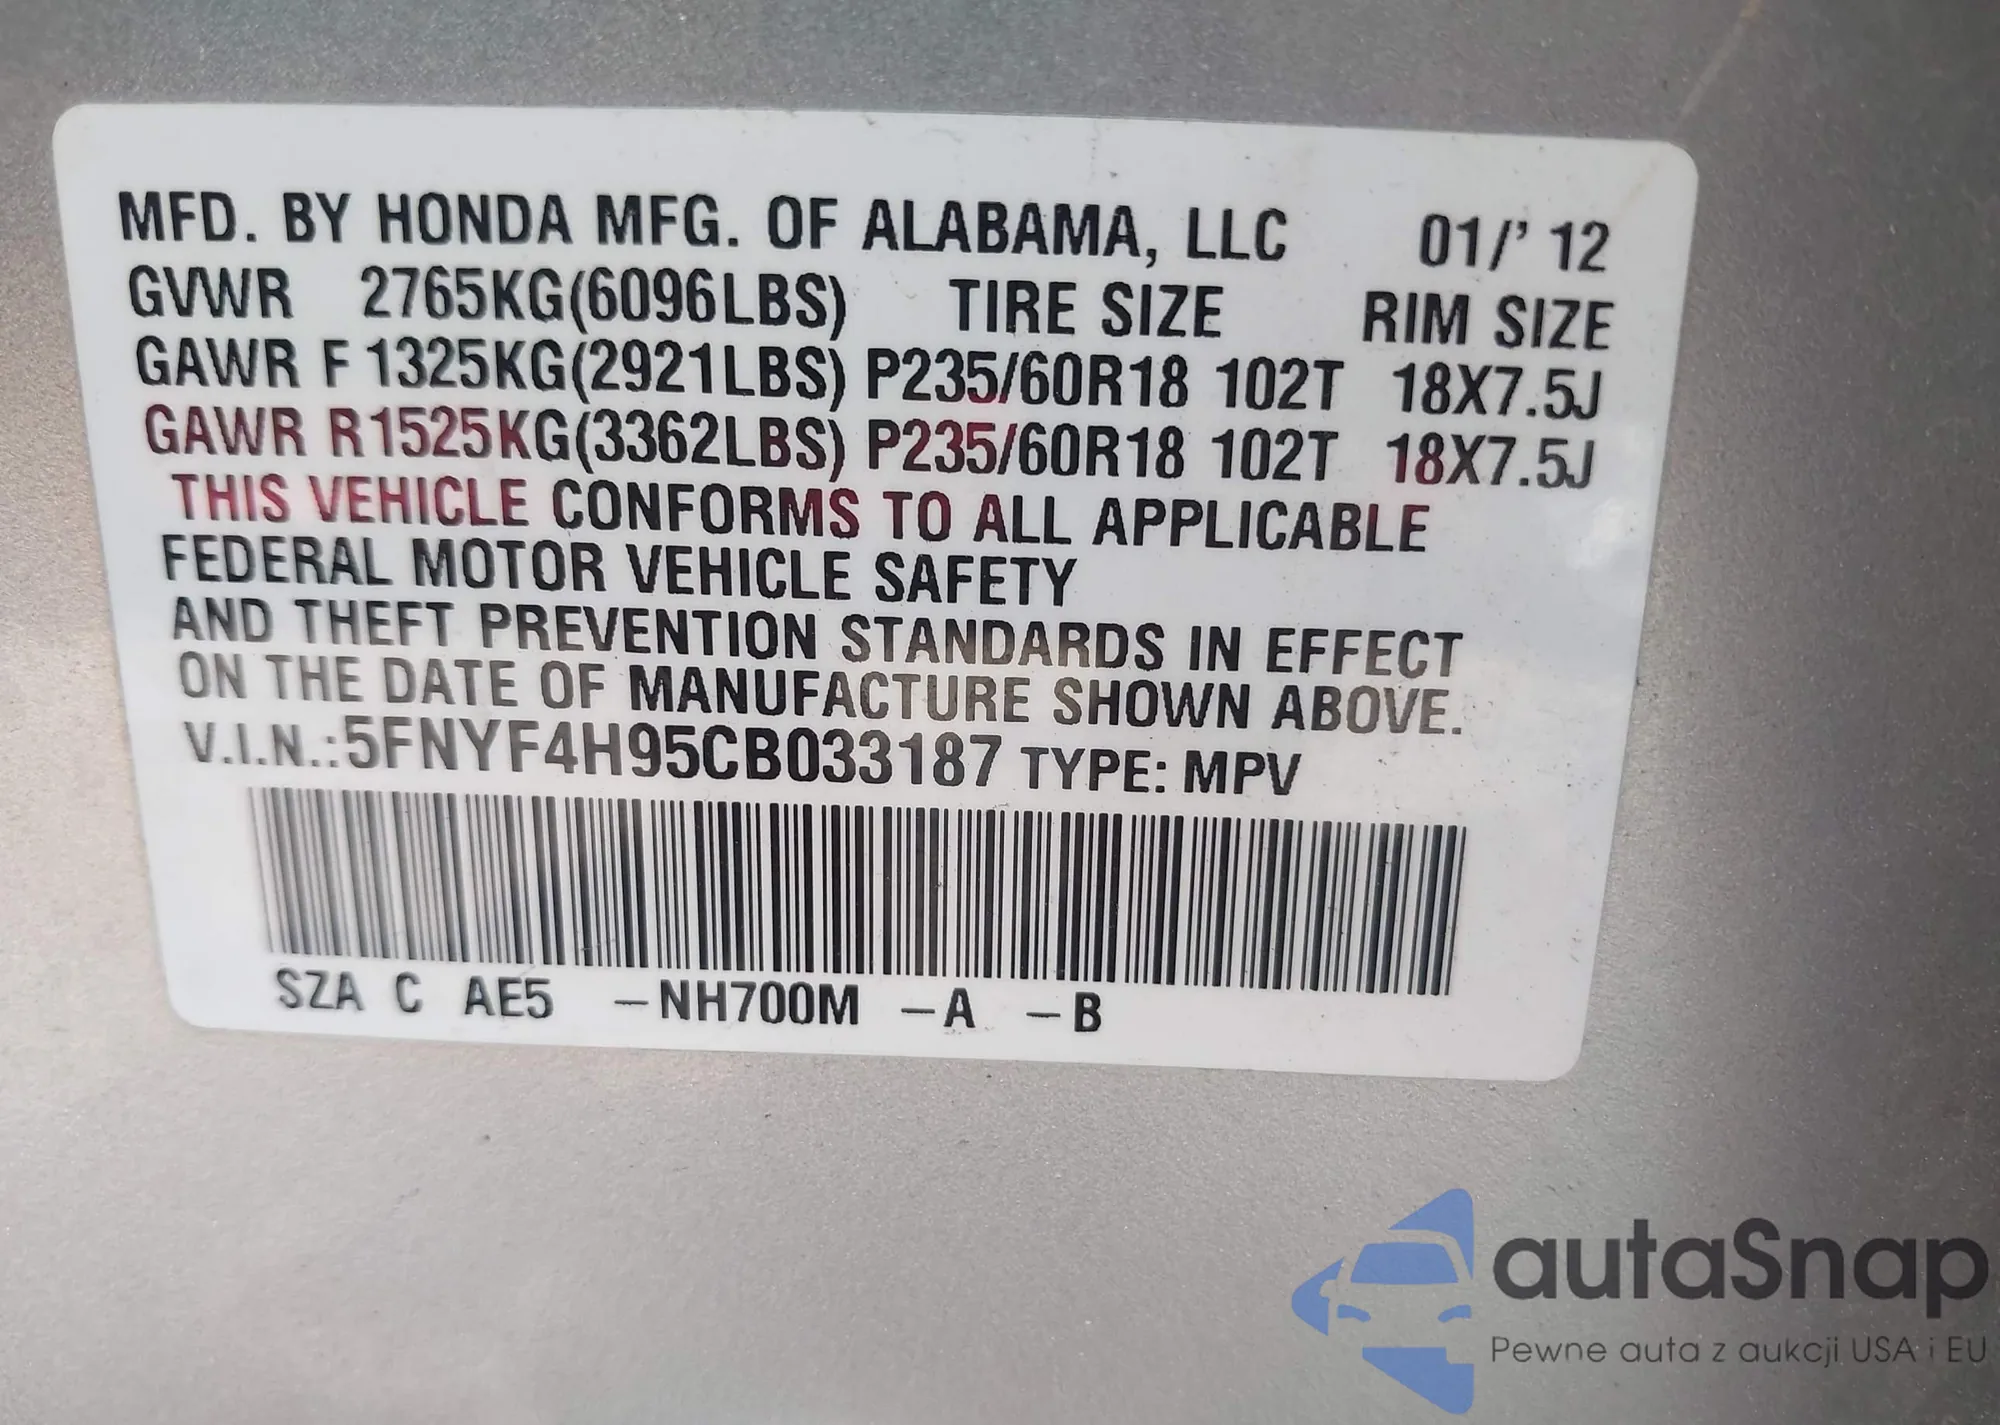 MFD. BY HONDA MFG. OF ALABAMA, LLC 01/' 12
GVWR 2765KG(6096LBS) TIRE SIZE RIM SIZE
GAWR F 1325KG(2921LBS) P235/60R18 102T 18X7.5J
GAWR R1525KG(3362LBS) P235/60R18 102T 18X7.5J
THIS VEHICLE CONFORMS TO ALL APPLICABLE
FEDERAL MOTOR VEHICLE SAFETY
AND THEFT PREVENTION STANDARDS IN EFFECT
ON THE DATE OF MANUFACTURE SHOWN ABOVE.
V.I.N.:5FNYF4H95CB033187 TYPE: MPV
SZA C AE5 –NH700M –A –B
autaSnap
Pewne auta z aukcji USA i EU